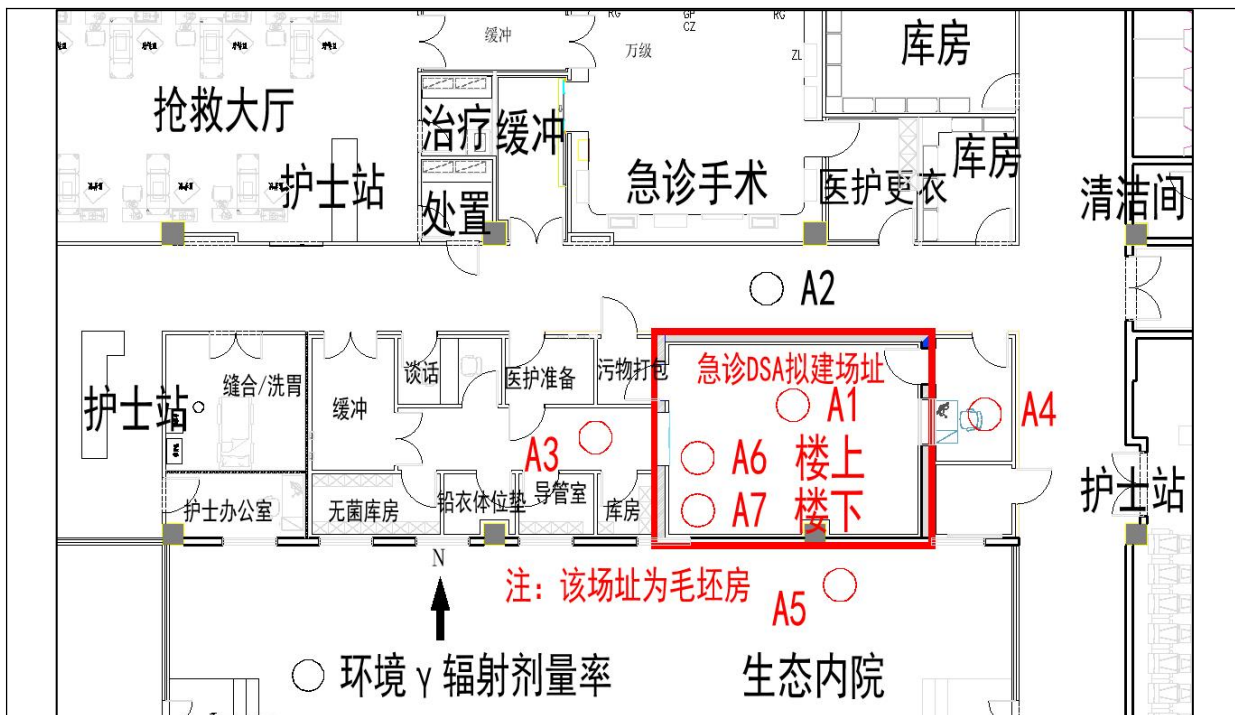 RG
GP
CZ
RG
缓冲
万级
ZL
库房
抢救大厅
治疗
缓冲
护士站
急诊手术
医护更衣
库房
处置
清洁间
A2
谈话
医护准备
污物打包
急诊DSA拟建场址
护士站
缝合/洗胃
缓冲
A1
A4
A3
A6 楼上
A7 楼下
护士办公室
无菌库房
铅衣体位垫
导管室
库房
护士站
N
注：该场址为毛坯房
A5
环境γ辐射剂量率
生态内院